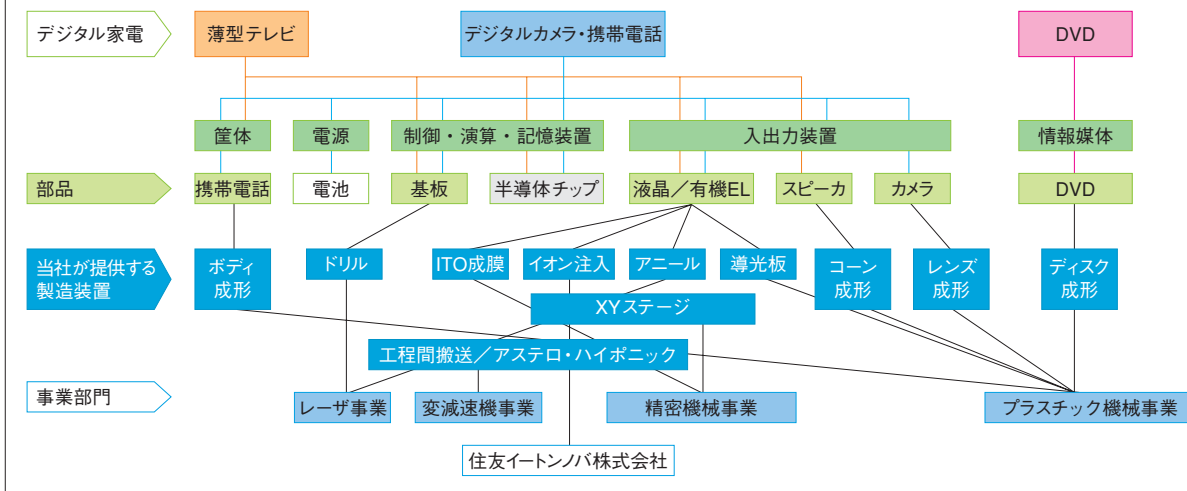 デジタル家電
薄型テレビ
デジタルカメラ・携帯電話
DVD
筐体
電源
制御・演算・記憶装置
入出力装置
情報媒体
部品
携帯電話
電池
基板
半導体チップ
液晶／有機EL
スピーカ
カメラ
DVD
当社が提供する
製造装置
ボディ
成形
ドリル
ITO成膜
イオン注入
アニール
導光板
コーン
成形
レンズ
成形
ディスク
成形
XYステージ
工程間搬送／アステロ・ハイポニック
事業部門
レーザ事業
変減速機事業
精密機械事業
プラスチック機械事業
住友イートンノバ株式会社